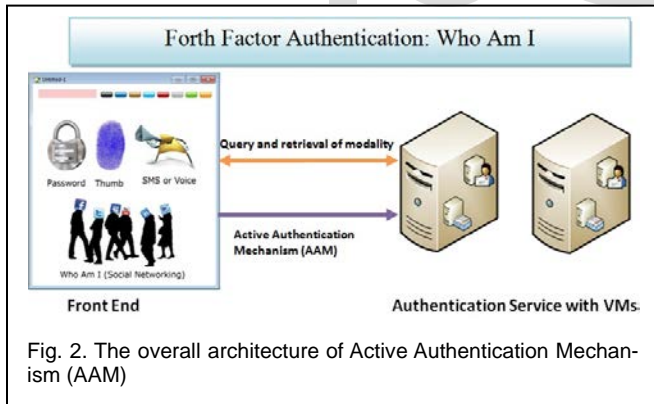 Forth Factor Authentication: Who Am I
Untitled-1
Query and retrieval of modality
Password Thumb SMS or Voice
Active Authentication
Mechanism (AAM)
Who Am I (Social Networking)
Front End Authentication Service with VMs
Fig. 2. The overall architecture of Active Authentication Mechan-
ism (AAM)